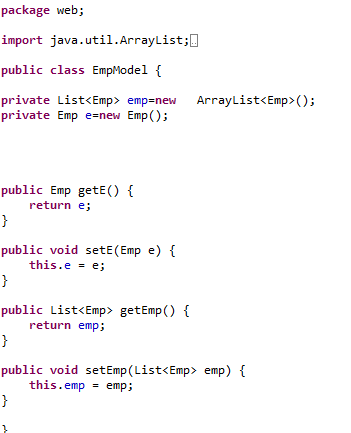 package web;
import java.util.ArrayList;
public class EmpModel {
private List<Emp> emp=new   ArrayList<Emp>();
private Emp e=new Emp();
public Emp getE() {
    return e;
}
public void setE(Emp e) {
    this.e = e;
}
public List<Emp> getEmp() {
    return emp;
}
public void setEmp(List<Emp> emp) {
    this.emp = emp;
}
}